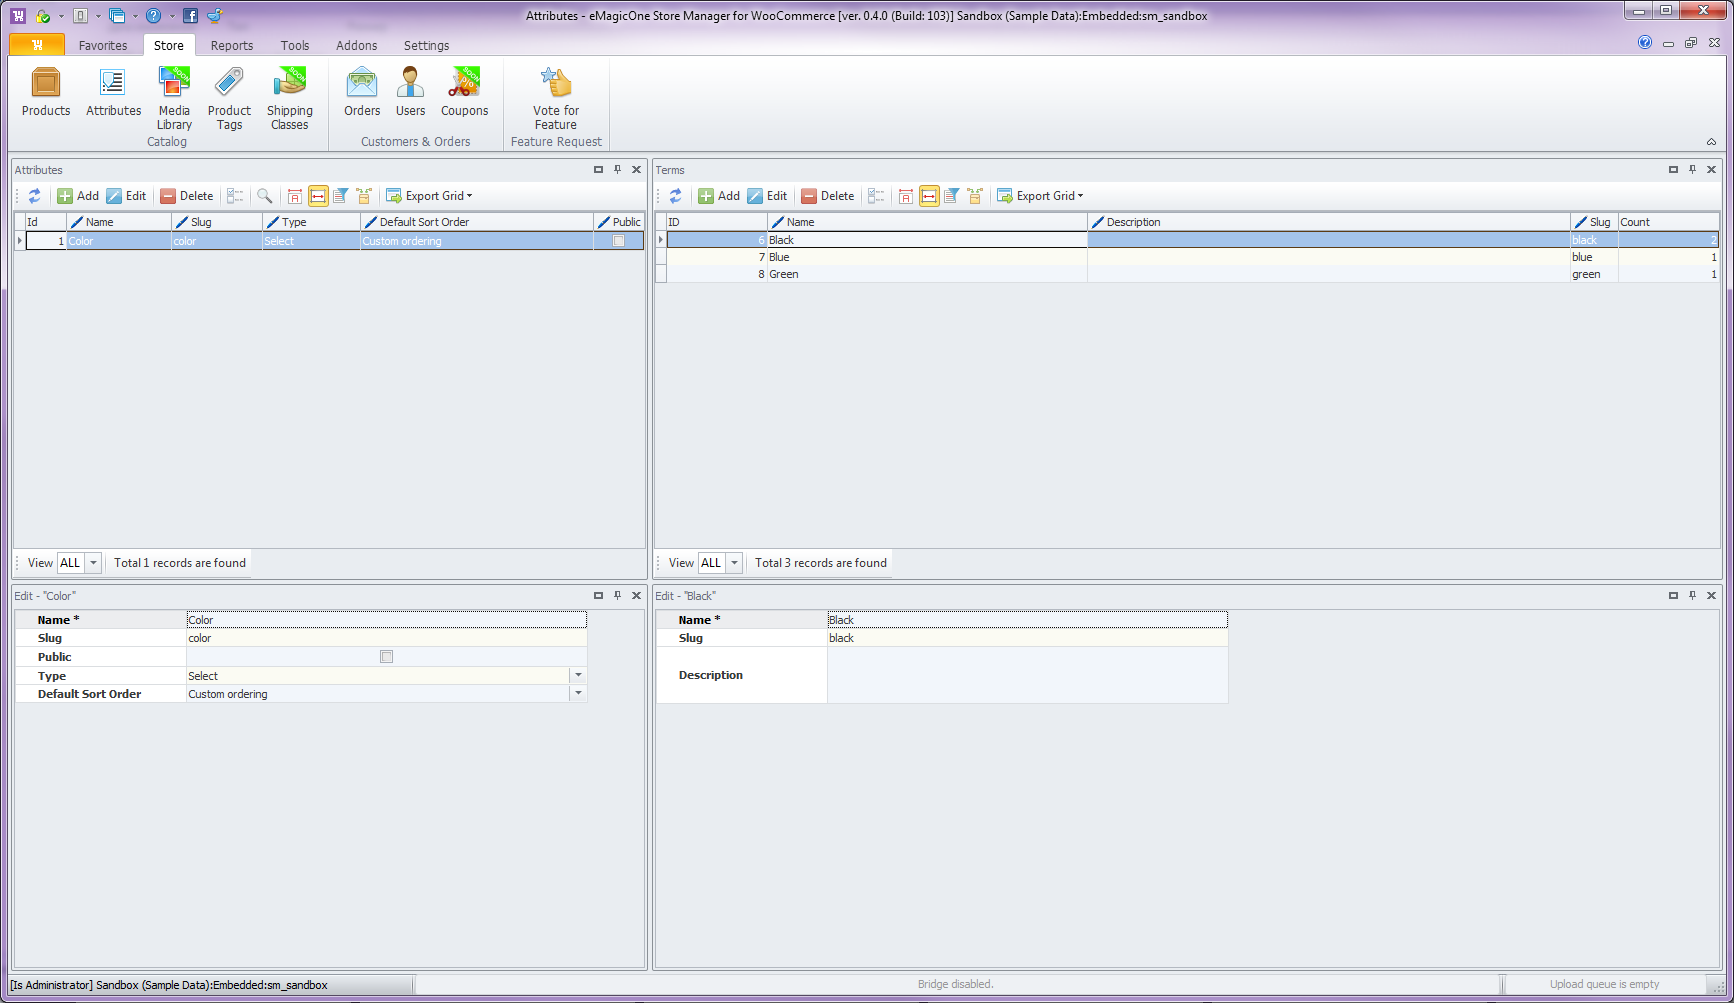 Attributes - eMagicOne Store Manager for WooCommerce [ver. 0.4.0 (Build: 103)] Sandbox (Sample Data):Embedded:sm_sandbox
Favorites Store Reports Tools Addons Settings
Products Attributes Media Library Product Tags Shipping Classes Orders Users Coupons Vote for Feature
SOON SOON SOON
Catalog Customers & Orders Feature Request
Attributes
Add Edit Delete Export Grid
Id Name Slug Type Default Sort Order Public
1 Color color Select Custom ordering
View ALL Total 1 records are found
Terms
Add Edit Delete Export Grid
ID Name Description Slug Count
6 Black black 2
7 Blue blue 1
8 Green green 1
View ALL Total 3 records are found
Edit - "Color"
Name * Color
Slug color
Public
Type Select
Default Sort Order Custom ordering
Edit - "Black"
Name * Black
Slug black
Description
[Is Administrator] Sandbox (Sample Data):Embedded:sm_sandbox Bridge disabled. Upload queue is empty